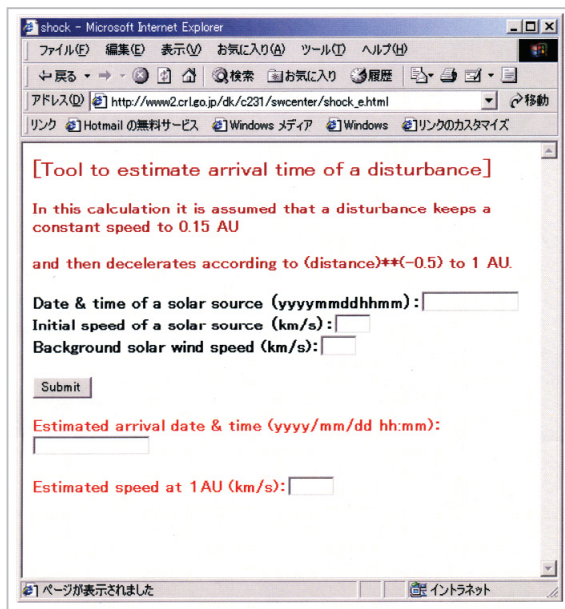 shock - Microsoft Internet Explorer
ファイル(F) 編集(E) 表示(V) お気に入り(A) ツール(T) ヘルプ(H)
戻る 検索 お気に入り 履歴
アドレス(D) http://www2.crl.go.jp/dk/c231/swcenter/shock_e.html 移動
リンク Hotmail の無料サービス Windows メディア Windows リンクのカスタマイズ
[Tool to estimate arrival time of a disturbance]
In this calculation it is assumed that a disturbance keeps a
constant speed to 0.15 AU
and then decelerates according to (distance)**(-0.5) to 1 AU.
Date & time of a solar source (yyyymmddhhmm) :
Initial speed of a solar source (km/s) :
Background solar wind speed (km/s):
Submit
Estimated arrival date & time (yyyy/mm/dd hh:mm):
Estimated speed at 1AU (km/s):
ページが表示されました イントラネット